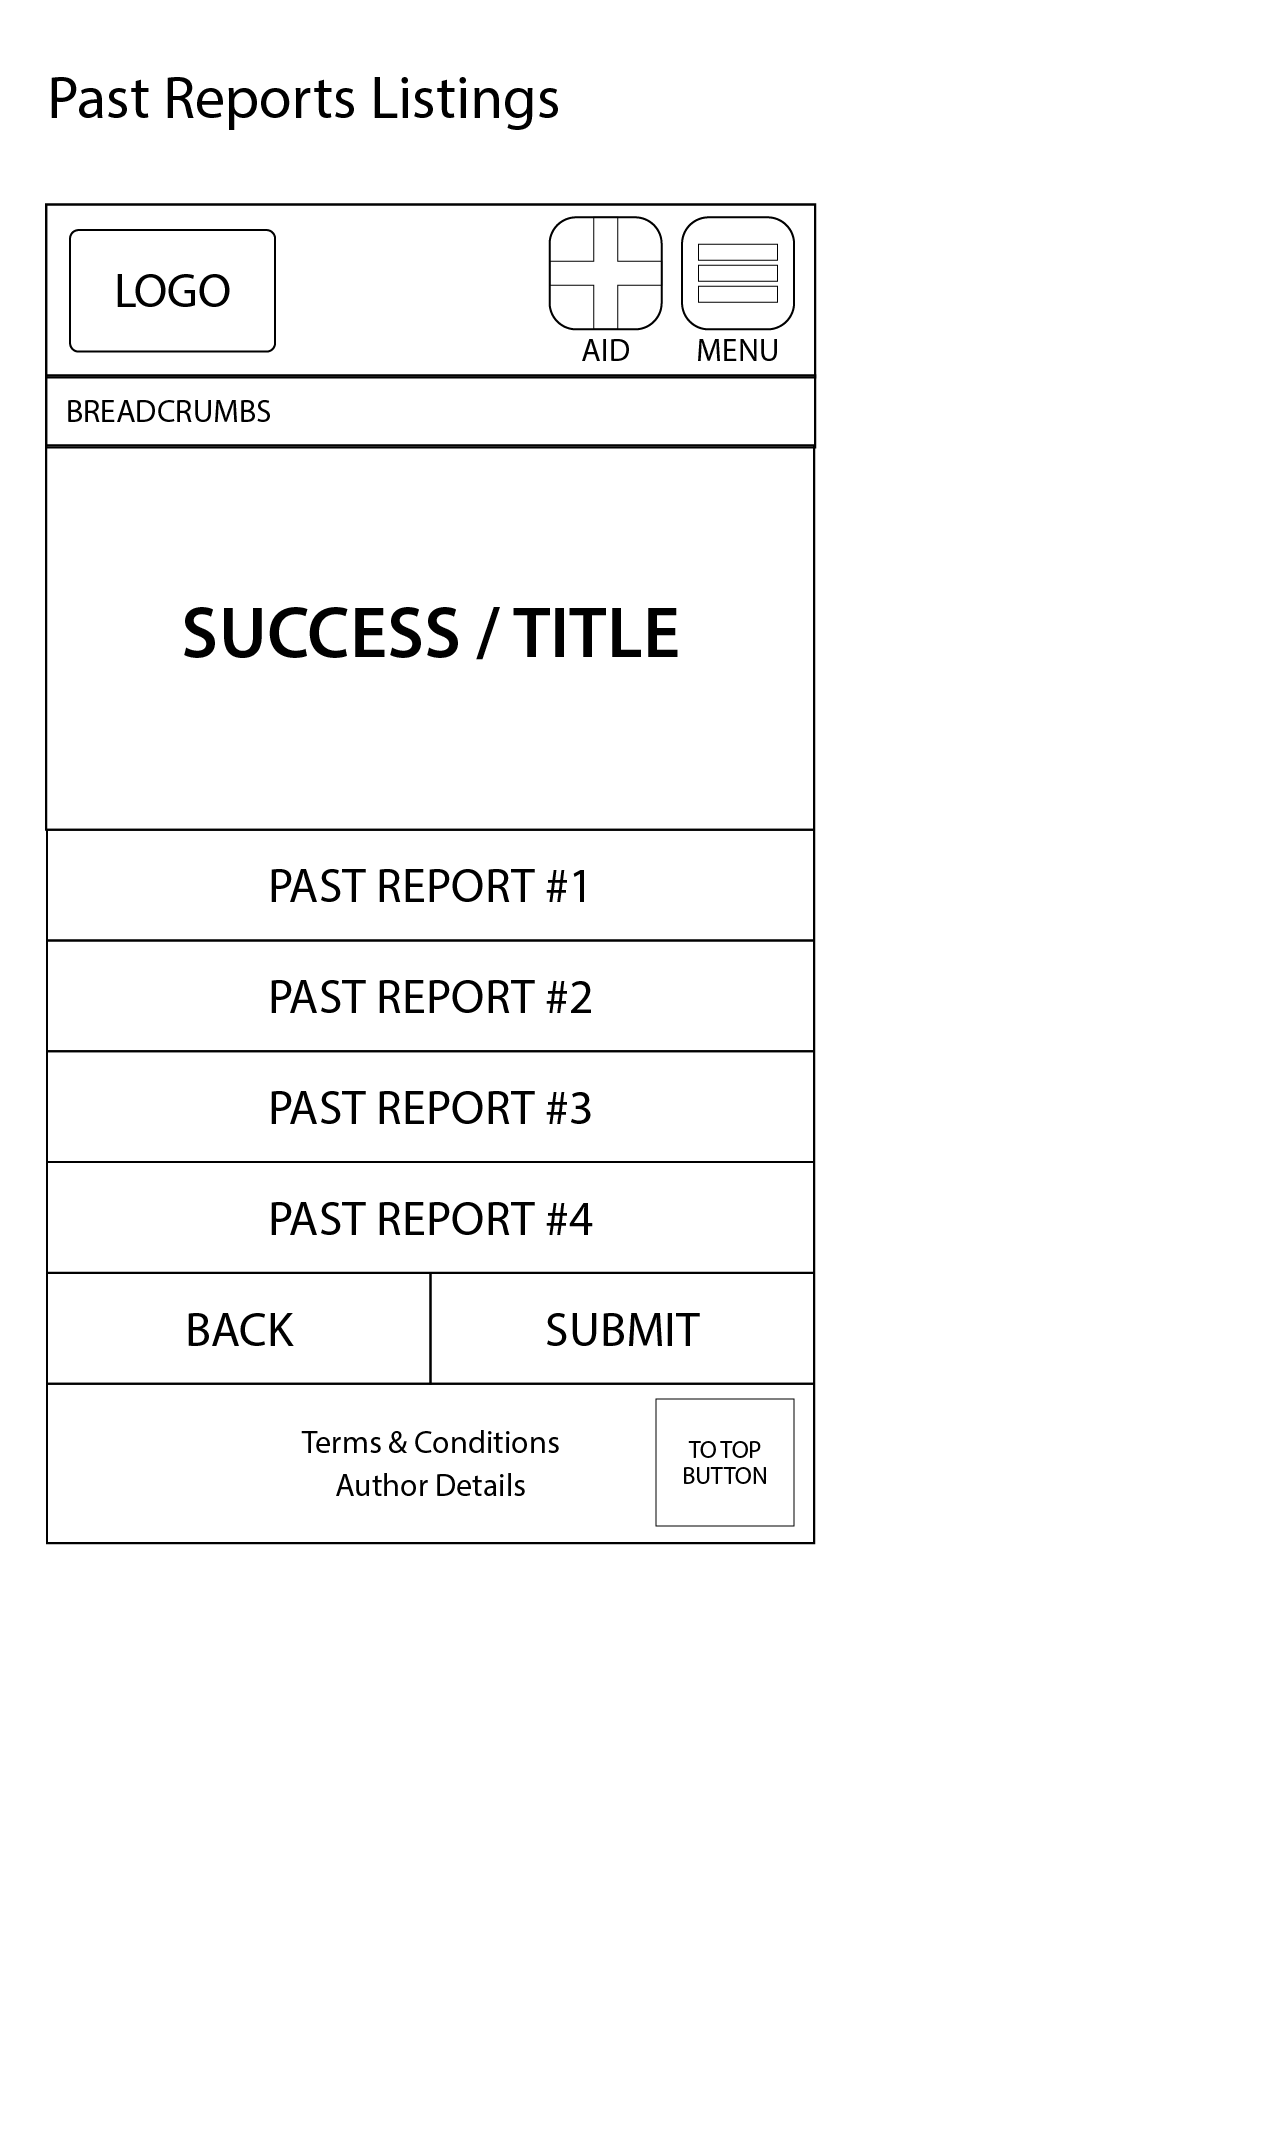 Past Reports Listings
LOGO
AID
MENU
BREADCRUMBS
SUCCESS / TITLE
PAST REPORT #1
PAST REPORT #2
PAST REPORT #3
PAST REPORT #4
BACK
SUBMIT
Terms & Conditions
Author Details
TO TOP
BUTTON